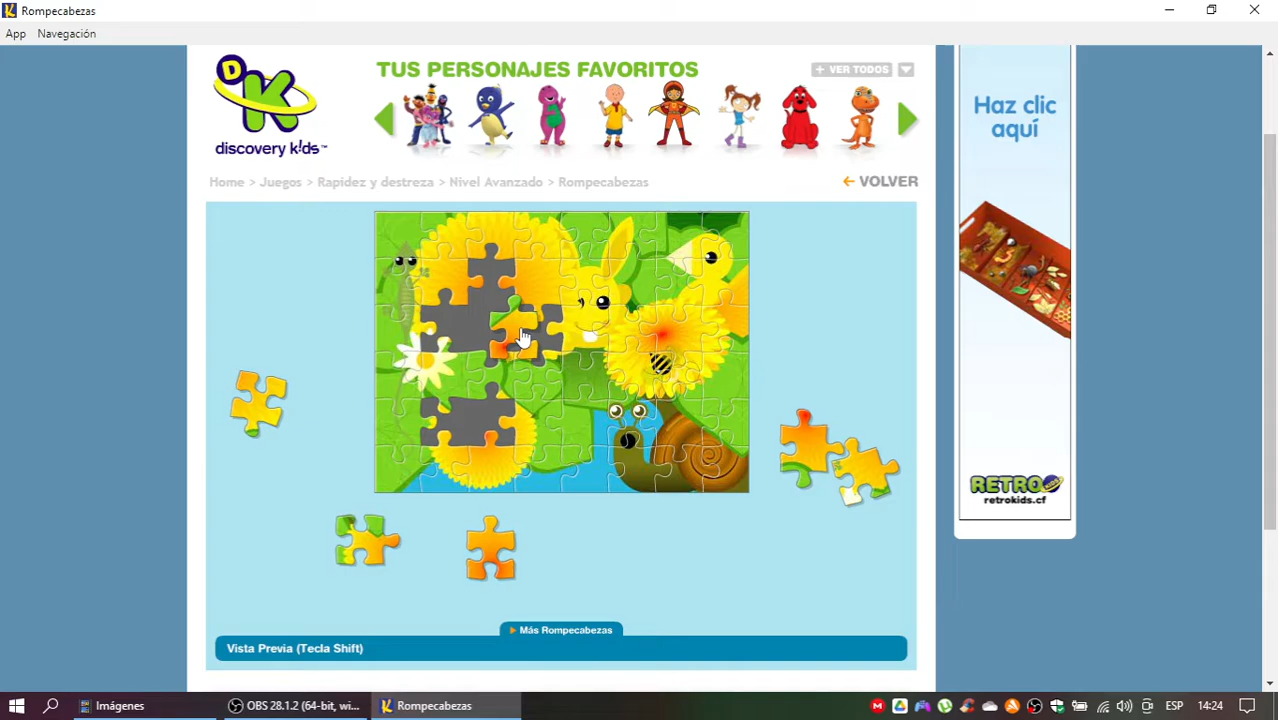 Rompecabezas
App Navegación
D
K
discovery k!ds™
TUS PERSONAJES FAVORITOS
+ VER TODOS
Home > Juegos > Rapidez y destreza > Nivel Avanzado > Rompecabezas
← VOLVER
Haz clic
aquí
RETRO
retrokids.cf
Más Rompecabezas
Vista Previa (Tecla Shift)
Imágenes
OBS 28.1.2 (64-bit, wi...
Rompecabezas
ESP
14:24